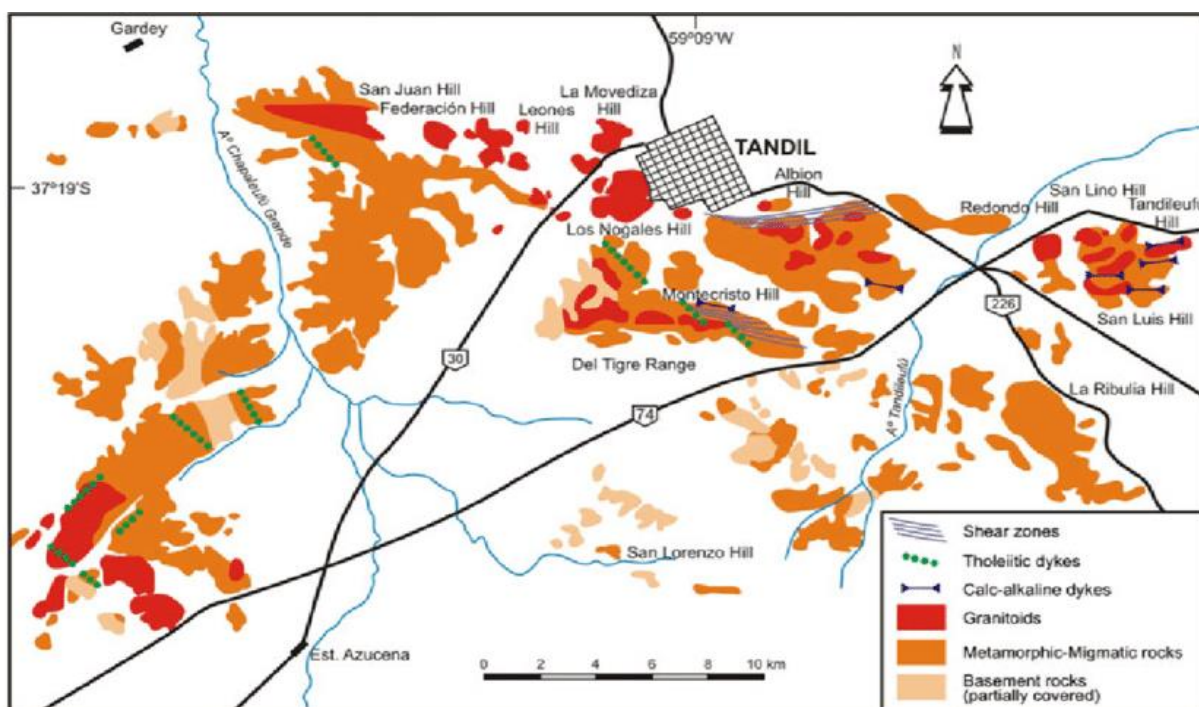 Gardey
59°09'W
N
San Juan Hill
Federación Hill
Leones
Hill
La Movediza
Hill
TANDIL
Aº Chapaleufú Grande
37º19'S
Albion
Hill
San Lino Hill
Redondo Hill
Tandileufú
Hill
Los Nogales Hill
Montecristo Hill
226
San Luis Hill
30
Del Tigre Range
Aº Tandileufú
La Ribulia Hill
74
San Lorenzo Hill
Est. Azucena
0 2 4 6 8 10 km
Shear zones
Tholeiitic dykes
Calc-alkaline dykes
Granitoids
Metamorphic-Migmatic rocks
Basement rocks
(partially covered)